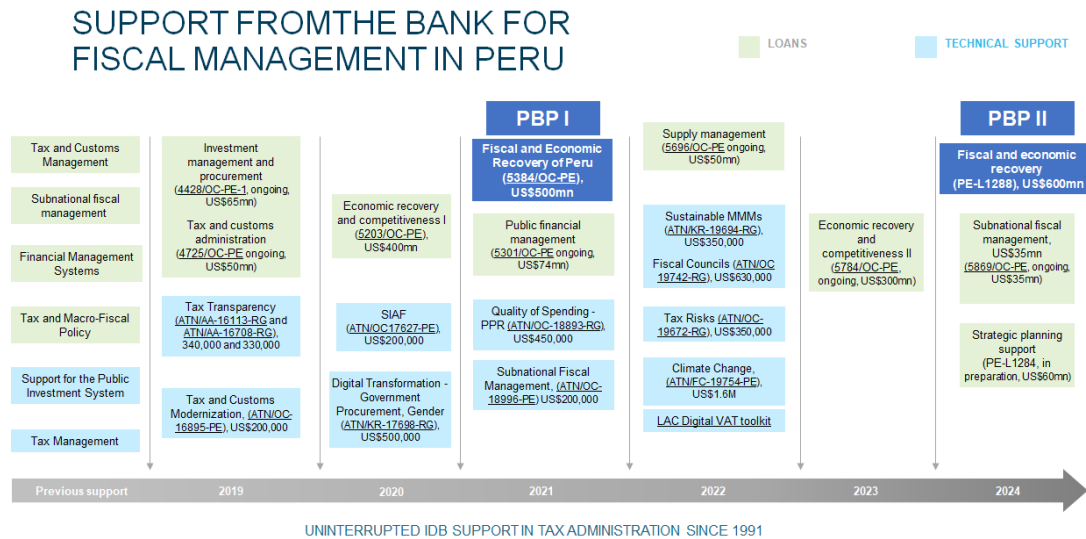 SUPPORT FROMTHE BANK FOR
FISCAL MANAGEMENT IN PERU
LOANS
TECHNICAL SUPPORT
Tax and Customs
Management
Subnational fiscal
management
Financial Management
Systems
Tax and Macro-Fiscal
Policy
Support for the Public
Investment System
Tax Management
Investment
management and
procurement
(4428/OC-PE-1, ongoing,
US$65mn)
Tax and customs
administration
(4725/OC-PE ongoing,
US$50mn)
Tax Transparency
(ATN/AA-16113-RG and
ATN/AA-16708-RG),
340,000 and 330,000
Tax and Customs
Modernization, (ATN/OC-
16895-PE), US$200,000
Economic recovery
and competitiveness I
(5203/OC-PE),
US$400mn
SIAF
(ATN/OC17627-PE),
US$200,000
Digital Transformation -
Government
Procurement, Gender
(ATN/KR-17698-RG),
US$500,000
PBP I
Fiscal and Economic
Recovery of Peru
(5384/OC-PE),
US$500mn
Public financial
management
(5301/OC-PE ongoing,
US$74mn)
Quality of Spending -
PPR (ATN/OC-18893-RG),
US$450,000
Subnational Fiscal
Management, (ATN/OC-
18996-PE) US$200,000
Supply management
(5696/OC-PE ongoing,
US$50mn)
Sustainable MMMs
(ATN/KR-19694-RG),
US$350,000
Fiscal Councils (ATN/OC
19742-RG), US$630,000
Tax Risks (ATN/OC-
19672-RG), US$350,000
Climate Change,
(ATN/FC-19754-PE),
US$1.6M
LAC Digital VAT toolkit
Economic recovery
and
competitiveness II
(5784/OC-PE,
ongoing, US$300mn)
PBP II
Fiscal and economic
recovery
(PE-L1288), US$600mn
Subnational fiscal
management,
US$35mn
(5869/OC-PE, ongoing,
US$35mn)
Strategic planning
support
(PE-L1284, in
preparation, US$60mn)
Previous support
2019
2020
2021
2022
2023
2024
UNINTERRUPTED IDB SUPPORT IN TAX ADMINISTRATION SINCE 1991